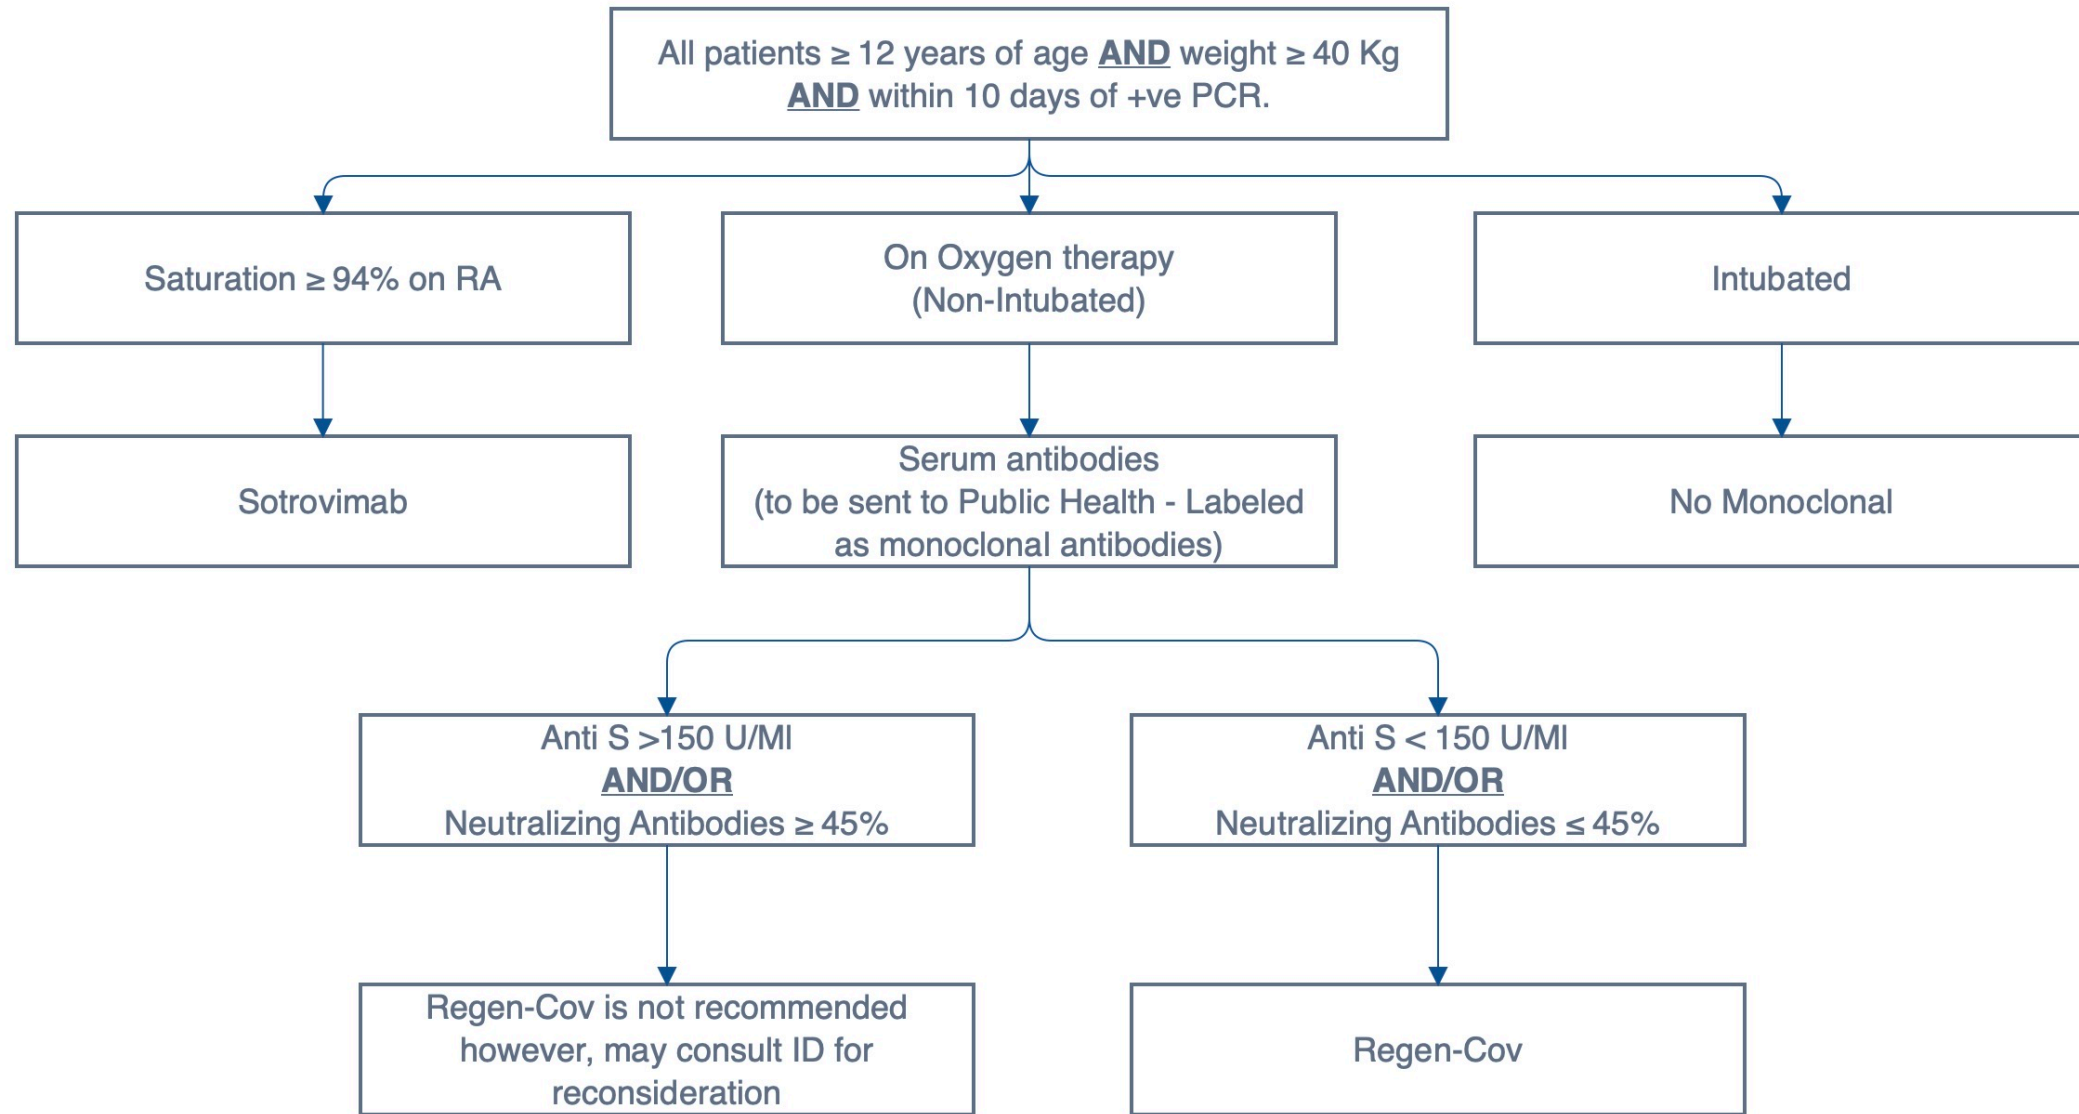 All patients ≥ 12 years of age AND weight ≥ 40 Kg
AND within 10 days of +ve PCR.
Saturation ≥ 94% on RA
On Oxygen therapy
(Non-Intubated)
Intubated
Sotrovimab
Serum antibodies
(to be sent to Public Health - Labeled
as monoclonal antibodies)
No Monoclonal
Anti S >150 U/Ml
AND/OR
Neutralizing Antibodies ≥ 45%
Anti S < 150 U/Ml
AND/OR
Neutralizing Antibodies ≤ 45%
Regen-Cov is not recommended
however, may consult ID for
reconsideration
Regen-Cov